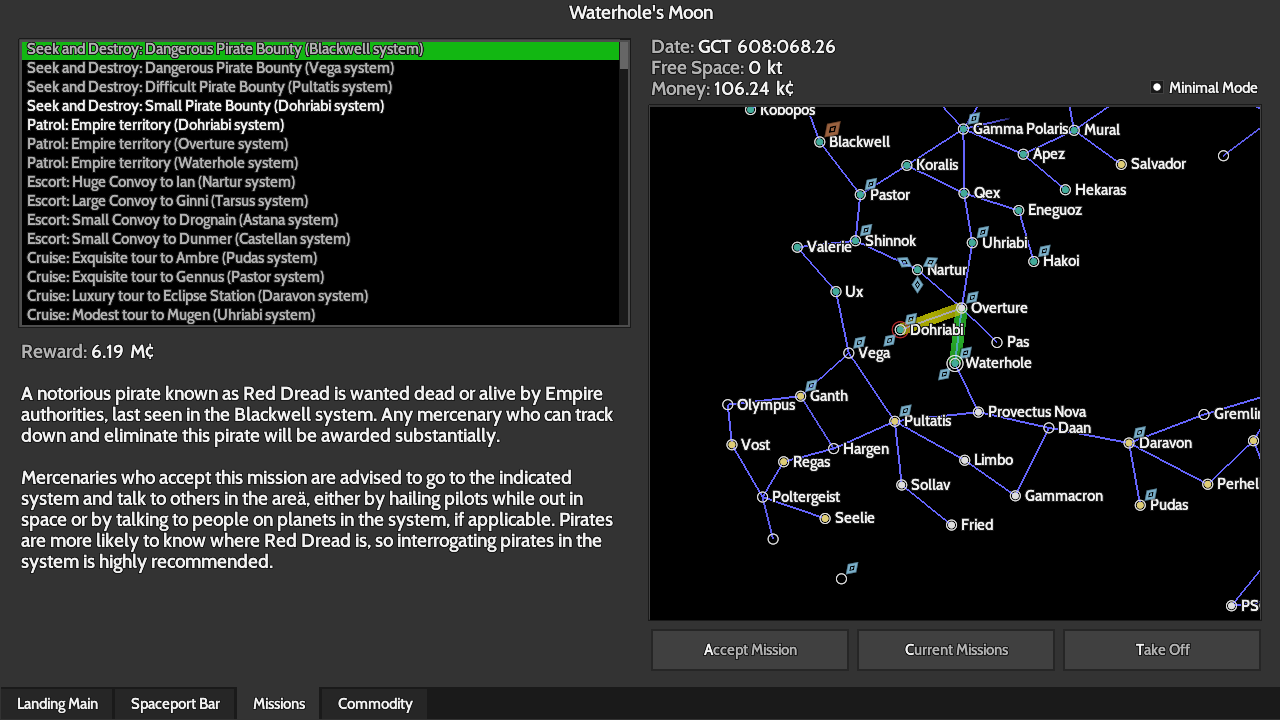 Waterhole's Moon
Seek and Destroy: Dangerous Pirate Bounty (Blackwell system)
Seek and Destroy: Dangerous Pirate Bounty (Vega system)
Seek and Destroy: Difficult Pirate Bounty (Pultatis system)
Seek and Destroy: Small Pirate Bounty (Dohriabi system)
Patrol: Empire territory (Dohriabi system)
Patrol: Empire territory (Overture system)
Patrol: Empire territory (Waterhole system)
Escort: Huge Convoy to Ian (Nartur system)
Escort: Large Convoy to Ginni (Tarsus system)
Escort: Small Convoy to Drognain (Astana system)
Escort: Small Convoy to Dunmer (Castellan system)
Cruise: Exquisite tour to Ambre (Pudas system)
Cruise: Exquisite tour to Gennus (Pastor system)
Cruise: Luxury tour to Eclipse Station (Daravon system)
Cruise: Modest tour to Mugen (Uhriabi system)
Reward: 6.19 M¢
A notorious pirate known as Red Dread is wanted dead or alive by Empire
authorities, last seen in the Blackwell system. Any mercenary who can track
down and eliminate this pirate will be awarded substantially.
Mercenaries who accept this mission are advised to go to the indicated
system and talk to others in the areä, either by hailing pilots while out in
space or by talking to people on planets in the system, if applicable. Pirates
are more likely to know where Red Dread is, so interrogating pirates in the
system is highly recommended.
Date: GCT 608:068.26
Free Space: 0 kt
Money: 106.24 k¢
Minimal Mode
Kobopos
Gamma Polaris
Mural
Blackwell
Apez
Koralis
Salvador
Pastor
Qex
Hekaras
Eneguoz
Valerie
Shinnok
Uhriabi
Hakoi
Nartur
Ux
Overture
Dohriabi
Pas
Vega
Waterhole
Ganth
Olympus
Provectus Nova
Gremlin
Pultatis
Daan
Vost
Hargen
Daravon
Regas
Limbo
Sollav
Perhel
Poltergeist
Gammacron
Pudas
Seelie
Fried
PS
Accept Mission
Current Missions
Take Off
Landing Main
Spaceport Bar
Missions
Commodity